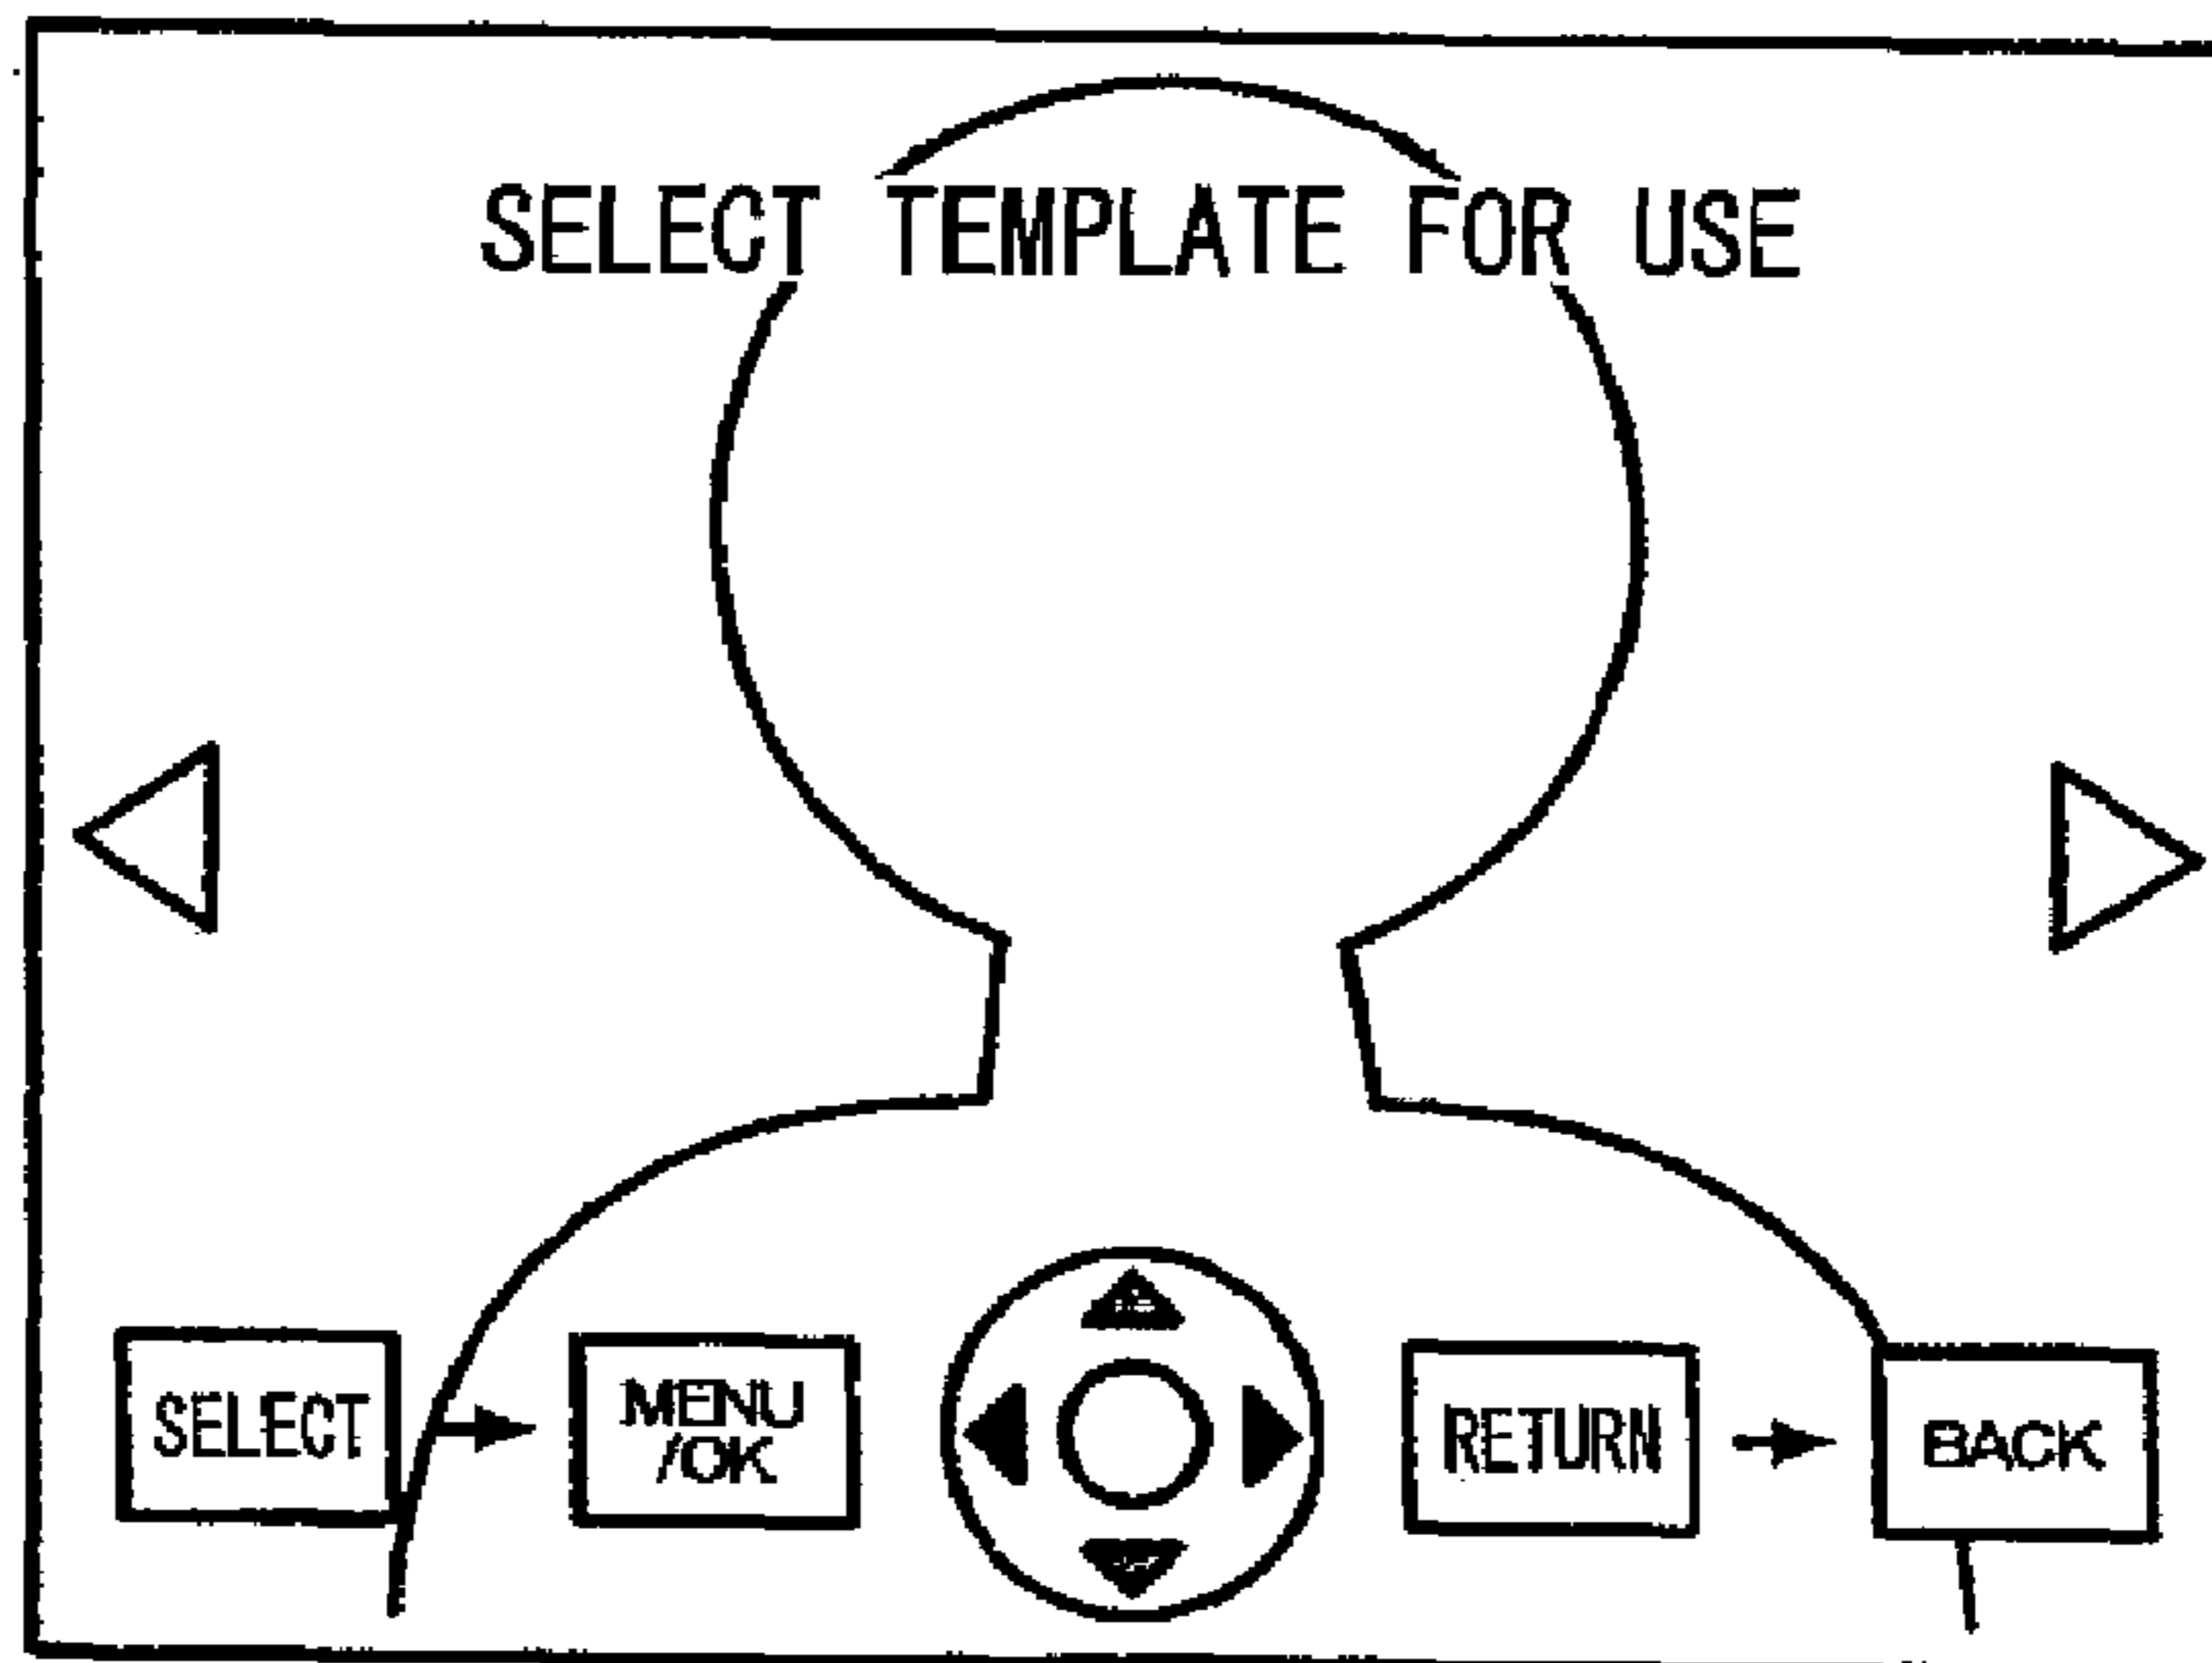 SELECT TEMPLATE FOR USE
SELECT
MENU
/OK
RETURN
BACK